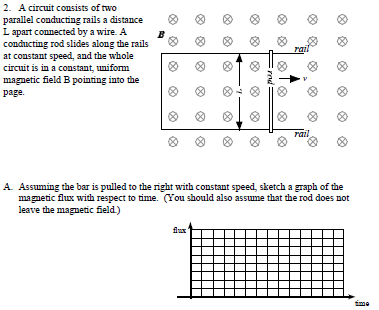 2. A circuit consists of two
parallel conducting rails a distance
L apart connected by a wire. A
conducting rod slides along the rails
at constant speed, and the whole
circuit is in a constant, uniform
magnetic field B pointing into the
page.
B
rail
rod
v
L
rail
A. Assuming the bar is pulled to the right with constant speed, sketch a graph of the
magnetic flux with respect to time. (You should also assume that the rod does not
leave the magnetic field.)
flux
time